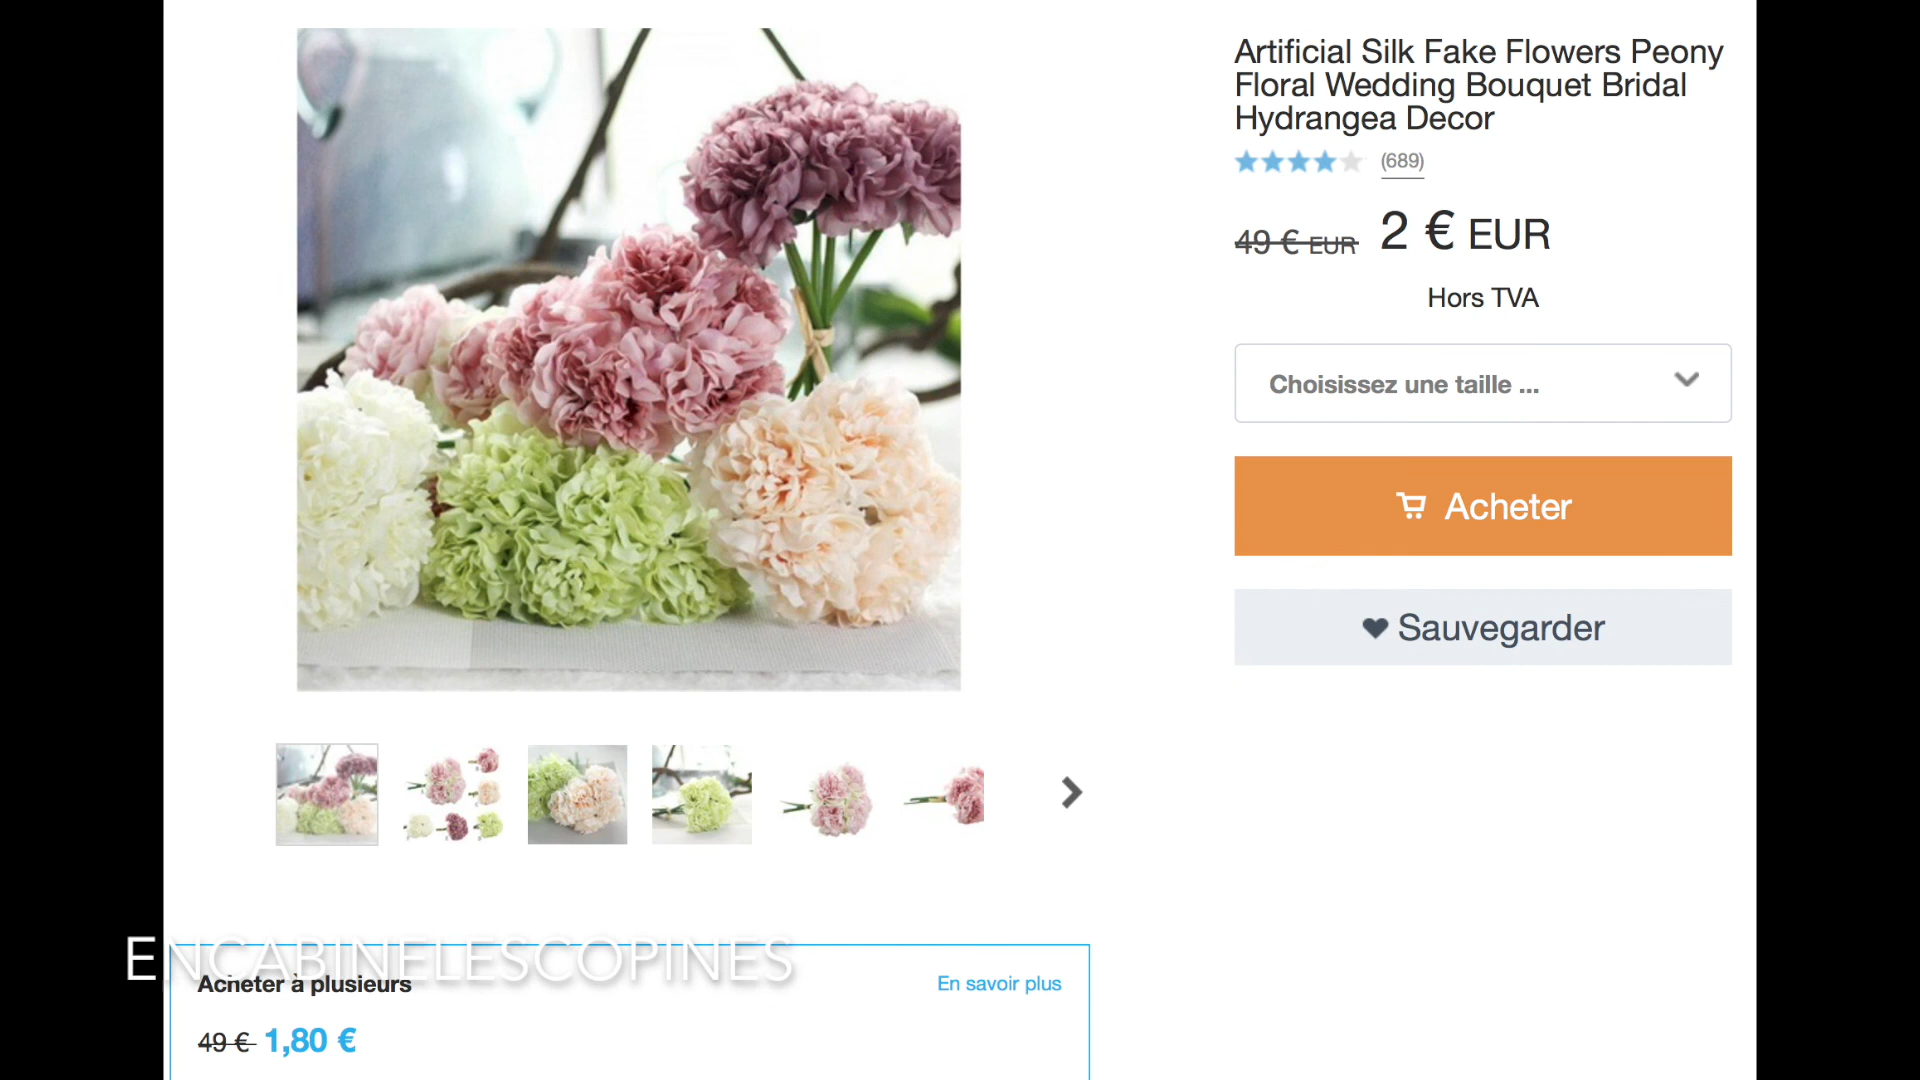 Artificial Silk Fake Flowers Peony
Floral Wedding Bouquet Bridal
Hydrangea Decor
(689)
49 € EUR 2 € EUR
Hors TVA
Choisissez une taille ...
Acheter
Sauvegarder
ENCABINELESCOPINES
Acheter à plusieurs En savoir plus
49 € 1,80 €